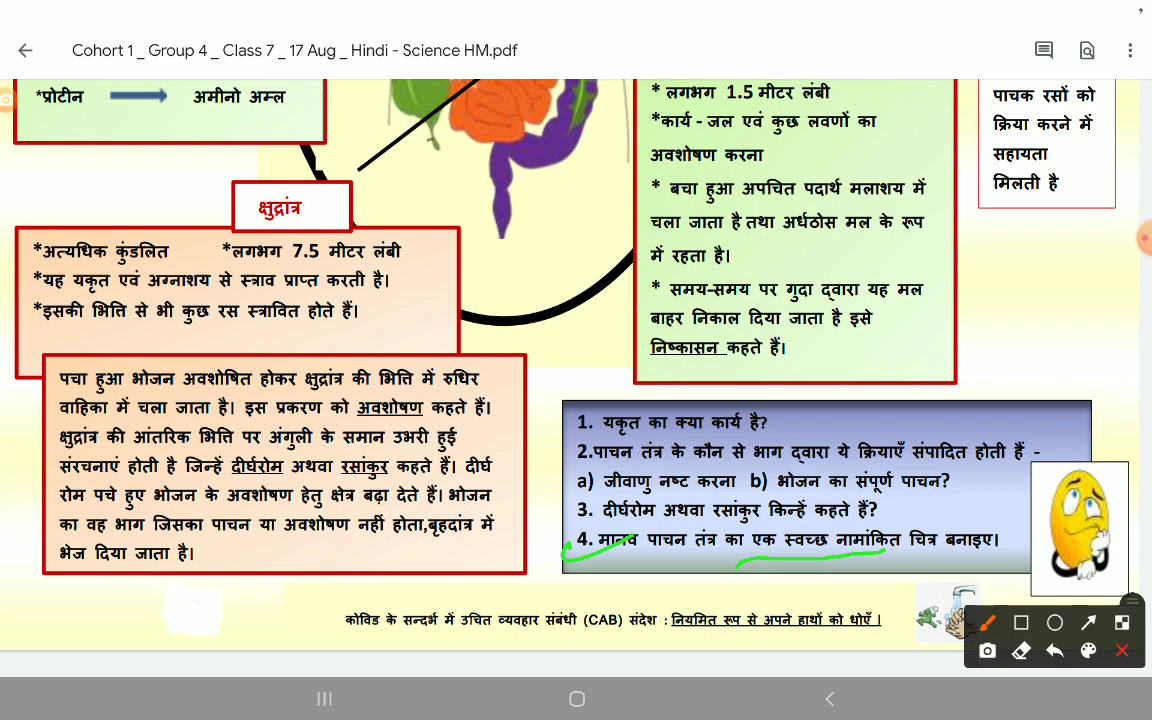 Cohort 1 _ Group 4 _ Class 7 _ 17 Aug _ Hindi - Science HM.pdf
*प्रोटीन अमीनो अम्ल
क्षुद्रांत्र
*अत्यधिक कुंडलित *लगभग 7.5 मीटर लंबी
*यह यकृत एवं अग्नाशय से स्त्राव प्राप्त करती है।
*इसकी भित्ति से भी कुछ रस स्त्रावित होते हैं।
पचा हुआ भोजन अवशोषित होकर क्षुद्रांत्र की भित्ति में रुधिर
वाहिका में चला जाता है। इस प्रकरण को अवशोषण कहते हैं।
क्षुद्रांत्र की आंतरिक भित्ति पर अंगुली के समान उभरी हुई
संरचनाएं होती है जिन्हें दीर्घरोम अथवा रसांकुर कहते हैं। दीर्घ
रोम पचे हुए भोजन के अवशोषण हेतु क्षेत्र बढ़ा देते हैं। भोजन
का वह भाग जिसका पाचन या अवशोषण नहीं होता,बृहदांत्र में
भेज दिया जाता है।
* लगभग 1.5 मीटर लंबी
*कार्य - जल एवं कुछ लवणों का
अवशोषण करना
* बचा हुआ अपचित पदार्थ मलाशय में
चला जाता है तथा अर्धठोस मल के रूप
में रहता है।
* समय-समय पर गुदा द्वारा यह मल
बाहर निकाल दिया जाता है इसे
निष्कासन कहते हैं।
पाचक रसों को
क्रिया करने में
सहायता
मिलती है
1. यकृत का क्या कार्य है?
2.पाचन तंत्र के कौन से भाग द्वारा ये क्रियाएँ संपादित होती हैं -
a) जीवाणु नष्ट करना b) भोजन का संपूर्ण पाचन?
3. दीर्घरोम अथवा रसांकुर किन्हें कहते हैं?
4. मानव पाचन तंत्र का एक स्वच्छ नामांकित चित्र बनाइए।
कोविड के सन्दर्भ में उचित व्यवहार संबंधी (CAB) संदेश : नियमित रूप से अपने हाथों को धोएँ।